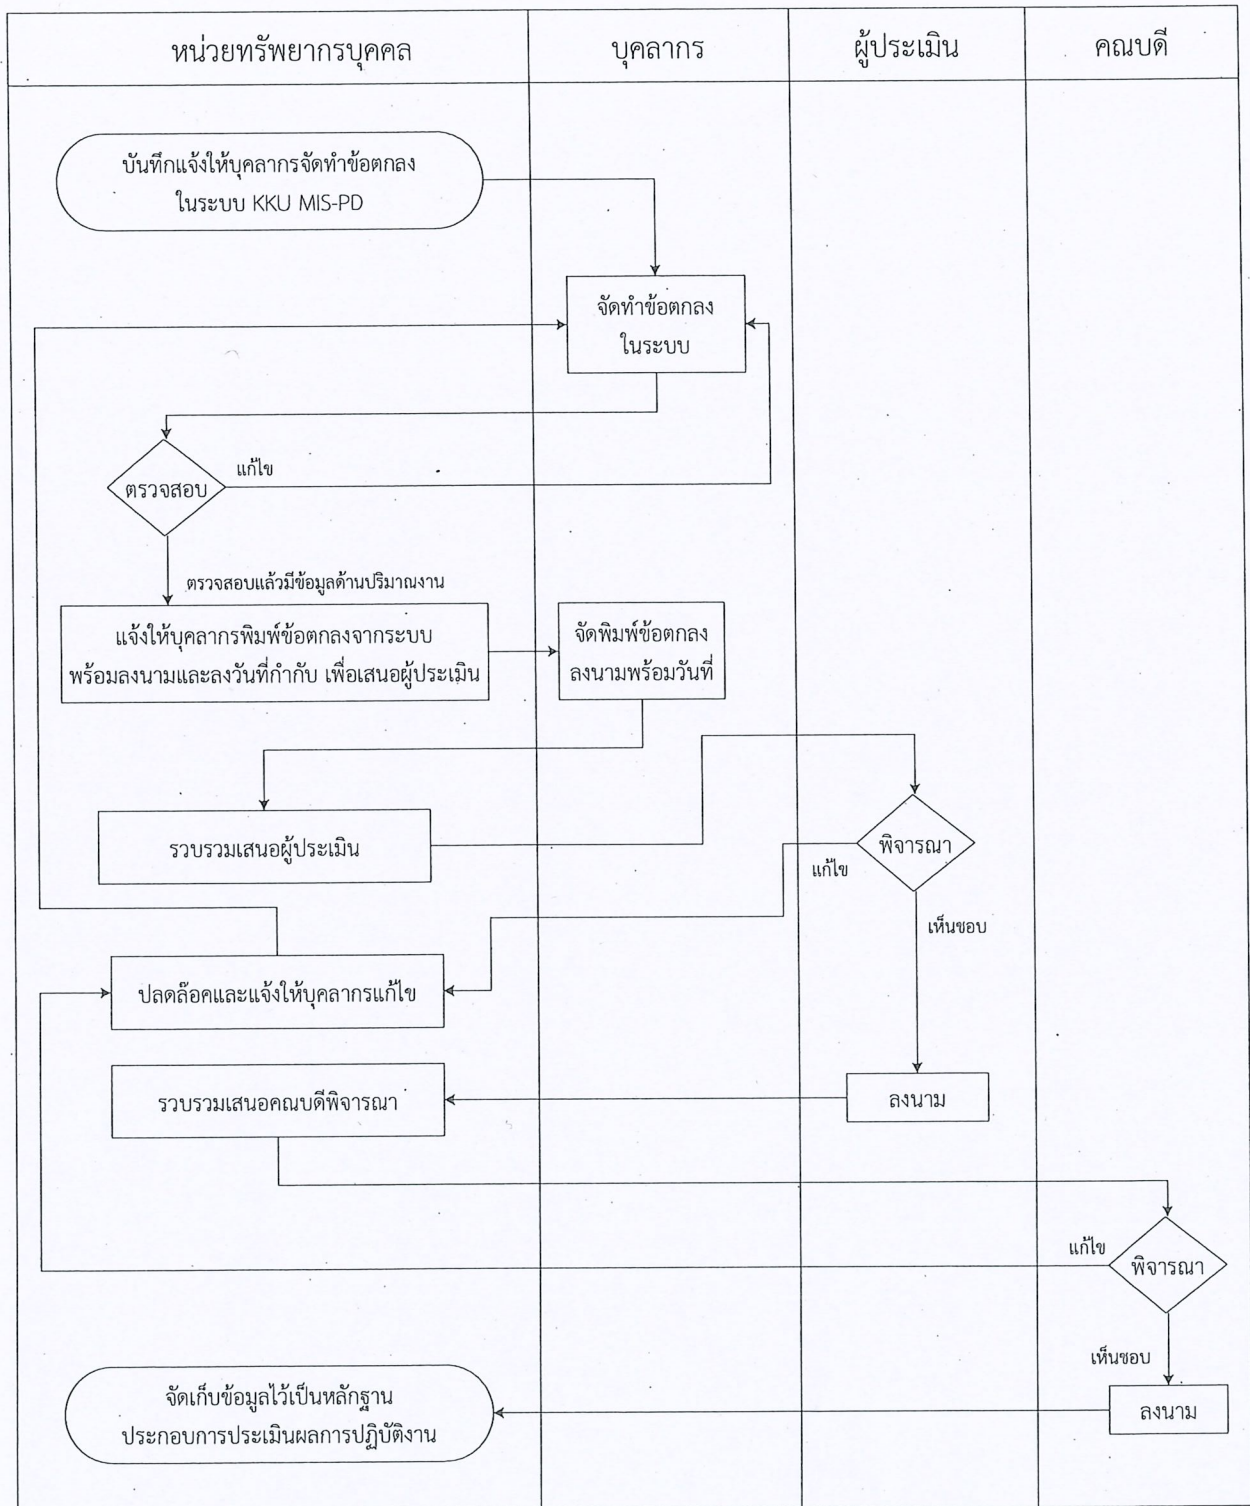 หน่วยทรัพยากรบุคคล
บุคลากร
ผู้ประเมิน
คณบดี
บันทึกแจ้งให้บุคลากรจัดทำข้อตกลง
ในระบบ KKU MIS-PD
จัดทำข้อตกลง
ในระบบ
ตรวจสอบ
แก้ไข
ตรวจสอบแล้วมีข้อมูลด้านปริมาณงาน
แจ้งให้บุคลากรพิมพ์ข้อตกลงจากระบบ
พร้อมลงนามและลงวันที่กำกับ เพื่อเสนอผู้ประเมิน
จัดพิมพ์ข้อตกลง
ลงนามพร้อมวันที่
รวบรวมเสนอผู้ประเมิน
พิจารณา
แก้ไข
เห็นชอบ
ปลดล๊อคและแจ้งให้บุคลากรแก้ไข
รวบรวมเสนอคณบดีพิจารณา
ลงนาม
แก้ไข
พิจารณา
เห็นชอบ
จัดเก็บข้อมูลไว้เป็นหลักฐาน
ประกอบการประเมินผลการปฏิบัติงาน
ลงนาม